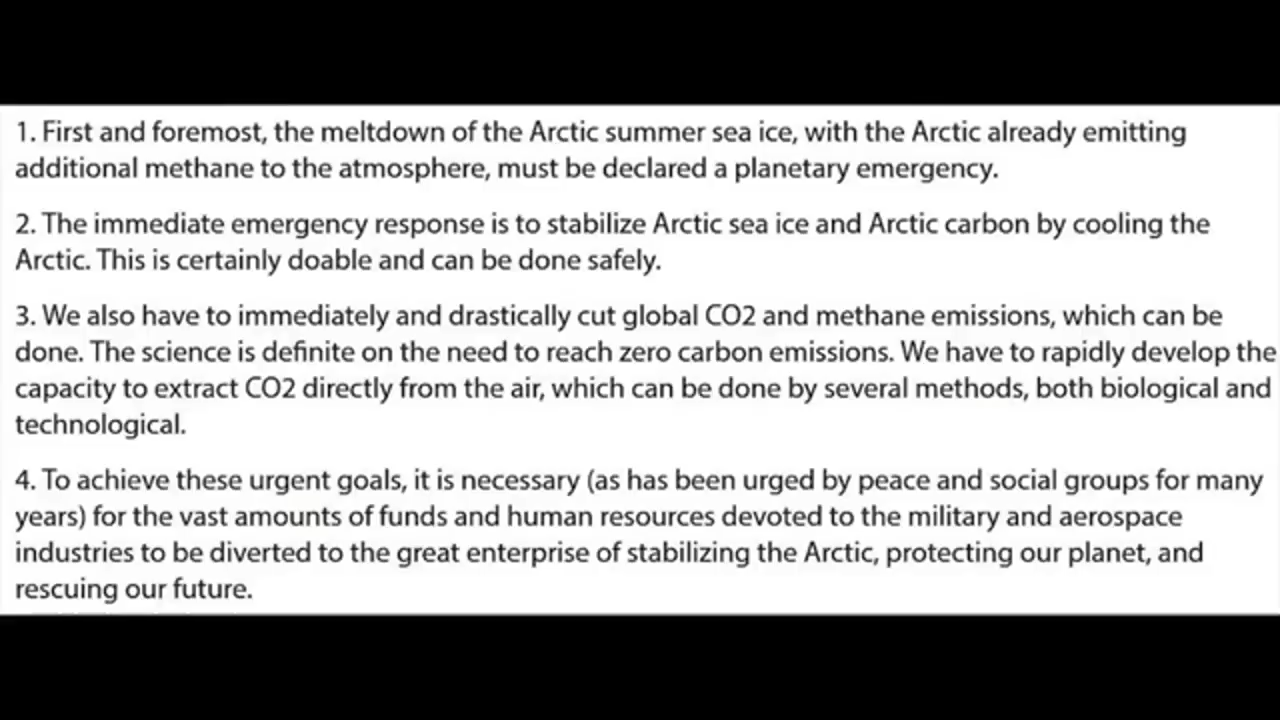 1. First and foremost, the meltdown of the Arctic summer sea ice, with the Arctic already emitting
additional methane to the atmosphere, must be declared a planetary emergency.
2. The immediate emergency response is to stabilize Arctic sea ice and Arctic carbon by cooling the
Arctic. This is certainly doable and can be done safely.
3. We also have to immediately and drastically cut global CO2 and methane emissions, which can be
done. The science is definite on the need to reach zero carbon emissions. We have to rapidly develop the
capacity to extract CO2 directly from the air, which can be done by several methods, both biological and
technological.
4. To achieve these urgent goals, it is necessary (as has been urged by peace and social groups for many
years) for the vast amounts of funds and human resources devoted to the military and aerospace
industries to be diverted to the great enterprise of stabilizing the Arctic, protecting our planet, and
rescuing our future.